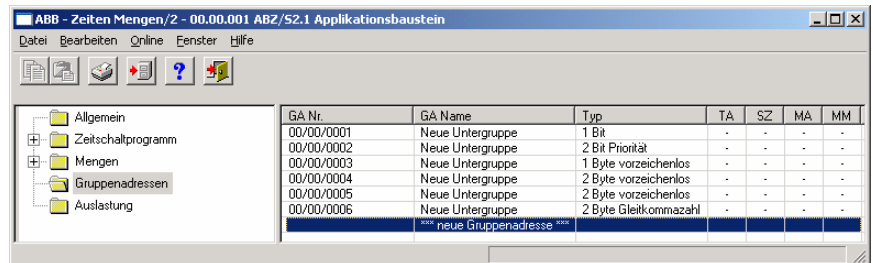 ABB - Zeiten Mengen/2 - 00.00.001 ABZ/S2.1 Applikationsbaustein
Datei Bearbeiten Online Fenster Hilfe
Allgemein
Zeitschaltprogramm
Mengen
Gruppenadressen
Auslastung
GA Nr. GA Name Typ TA SZ MA MM
00/00/0001 Neue Untergruppe 1 Bit - - - -
00/00/0002 Neue Untergruppe 2 Bit Priorität - - - -
00/00/0003 Neue Untergruppe 1 Byte vorzeichenlos - - - -
00/00/0004 Neue Untergruppe 2 Byte vorzeichenlos - - - -
00/00/0005 Neue Untergruppe 2 Byte vorzeichenlos - - - -
00/00/0006 Neue Untergruppe 2 Byte Gleitkommazahl - - - -
*** neue Gruppenadresse ***